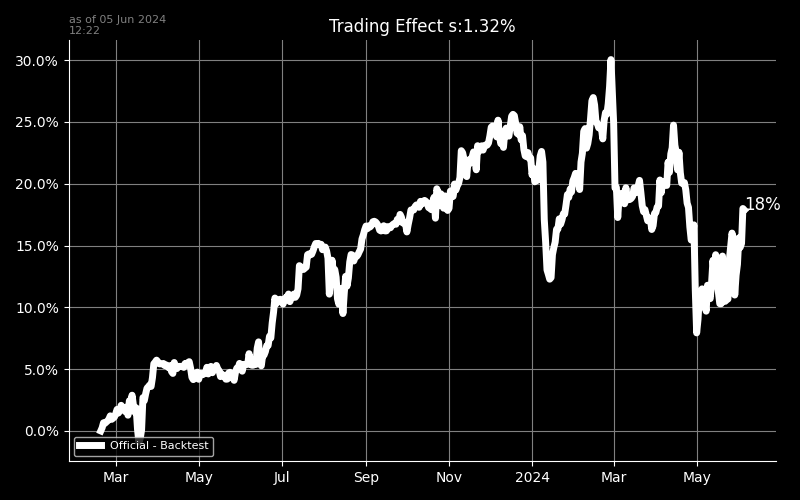 as of 05 Jun 2024
12:22
Trading Effect s:1.32%
30.0%
25.0%
20.0%
15.0%
10.0%
5.0%
0.0%
18%
Official - Backtest
Mar May Jul Sep Nov 2024 Mar May